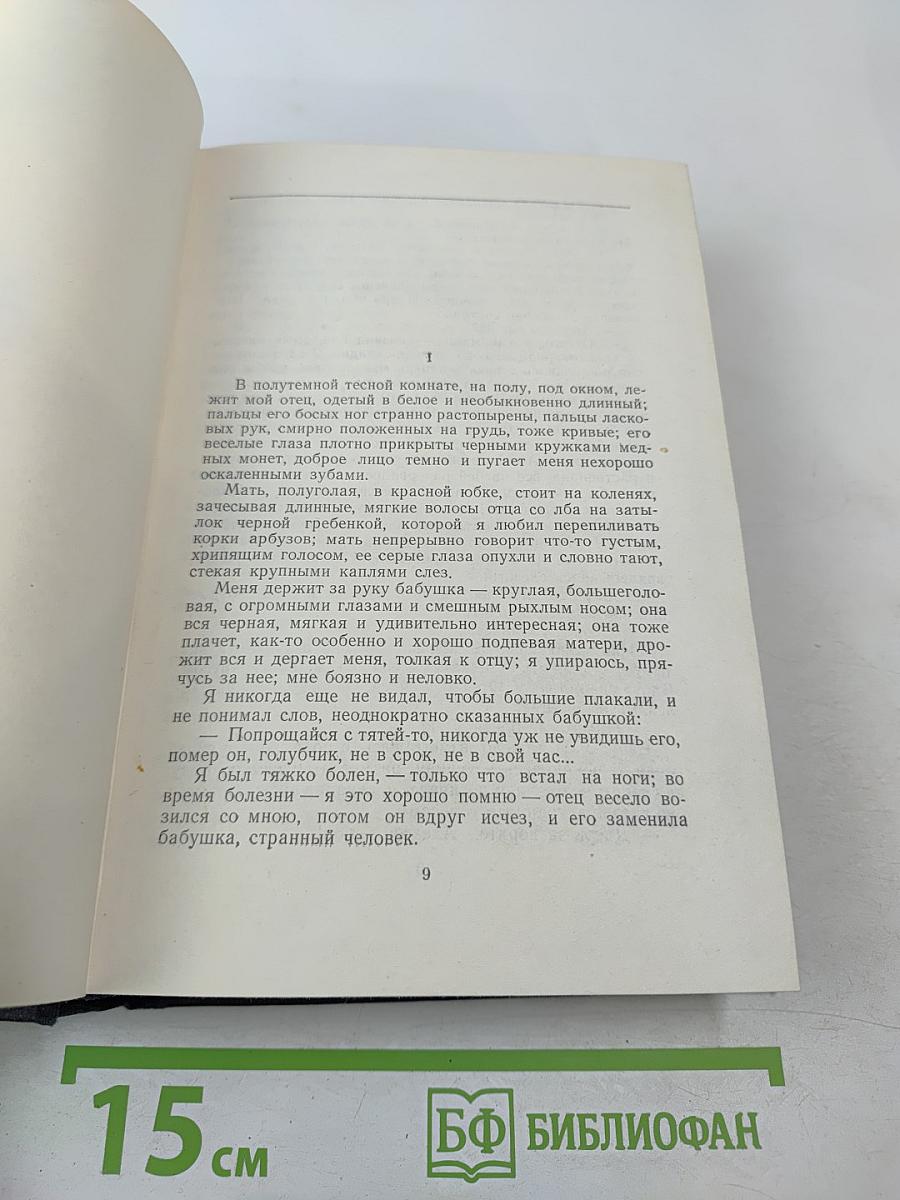 I
В полутемной тесной комнате, на полу, под окном, ле-
жит мой отец, одетый в белое и необыкновенно длинный;
пальцы его босых ног странно растопырены, пальцы ласко-
вых рук, смирно положенных на грудь, тоже кривые; его
веселые глаза плотно прикрыты черными кружками мед-
ных монет, доброе лицо темно и пугает меня нехорошо
оскаленными зубами.
Мать, полуголая, в красной юбке, стоит на коленях,
зачесывая длинные, мягкие волосы отца со лба на заты-
лок черной гребенкой, которой я любил перепиливать
корки арбузов; мать непрерывно говорит что-то густым,
хрипящим голосом, ее серые глаза опухли и словно тают,
стекая крупными каплями слез.
Меня держит за руку бабушка — круглая, большеголо-
вая, с огромными глазами и смешным рыхлым носом; она
вся черная, мягкая и удивительно интересная; она тоже
плачет, как-то особенно и хорошо подпевая матери, дро-
жит вся и дергает меня, толкая к отцу; я упираюсь, пря-
чусь за нее; мне боязно и неловко.
Я никогда еще не видал, чтобы большие плакали, и
не понимал слов, неоднократно сказанных бабушкой:
— Попрощайся с тятей-то, никогда уж не увидишь его,
помер он, голубчик, не в срок, не в свой час...
Я был тяжко болен, — только что встал на ноги; во
время болезни — я это хорошо помню — отец весело во-
зился со мною, потом он вдруг исчез, и его заменила
бабушка, странный человек.
9
15 см
БФ БИБЛИОФАН